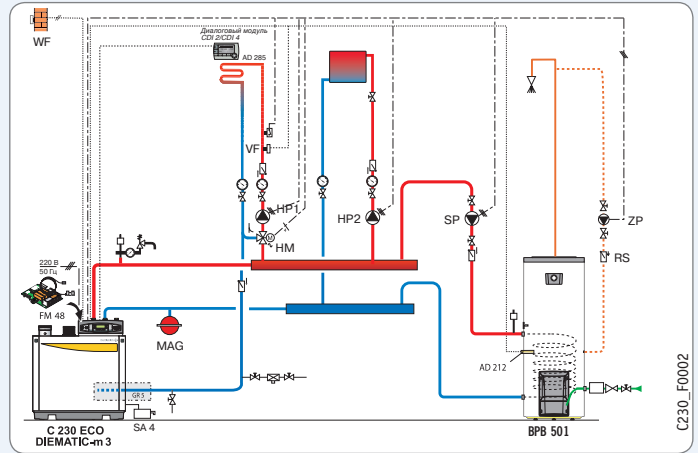 WF
Диалоговый модуль
CDI 2/CDI 4
AD 285
VF
HP1
HM
HP2
SP
ZP
RS
220 В
50 Гц
FM 48
MAG
M
AD 212
GR 5
SA 4
C 230 ECO
DIEMATIC-m 3
BPB 501
C230_F0002